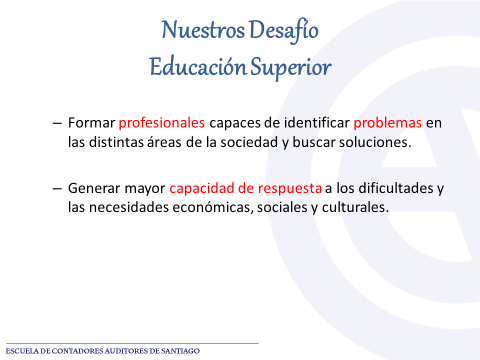 Nuestros Desafío
Educación Superior
– Formar profesionales capaces de identificar problemas en
las distintas áreas de la sociedad y buscar soluciones.
– Generar mayor capacidad de respuesta a los dificultades y
las necesidades económicas, sociales y culturales.
ESCUELA DE CONTADORES AUDITORES DE SANTIAGO